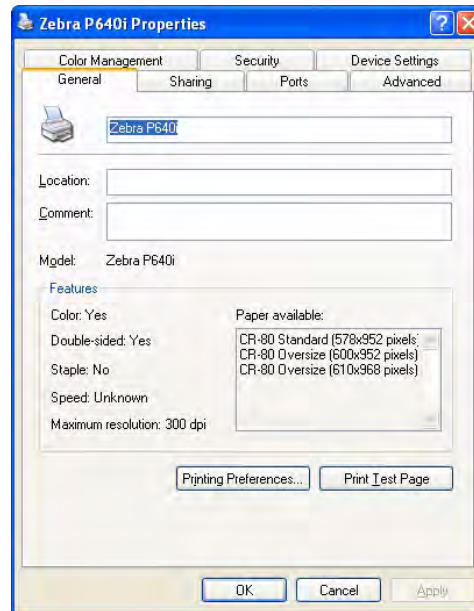 Zebra P640i Properties
Color Management Security Device Settings
General Sharing Ports Advanced
Zebra P640i
Location:
Comment:
Model: Zebra P640i
Features
Color: Yes
Paper available:
Double-sided: Yes
CR-80 Standard (578x952 pixels)
CR-80 Oversize (600x952 pixels)
Staple: No
CR-80 Oversize (610x968 pixels)
Speed: Unknown
Maximum resolution: 300 dpi
Printing Preferences... Print Test Page
OK Cancel Apply